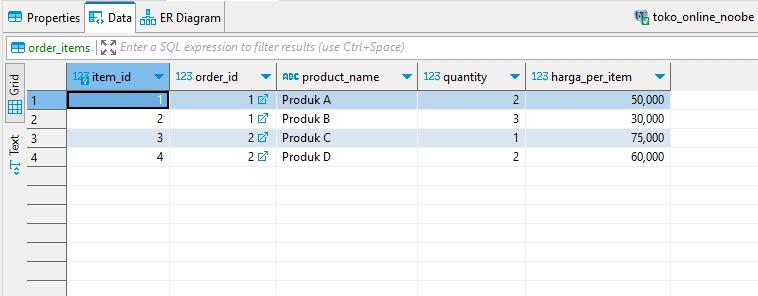 Properties Data ER Diagram toko_online_noobe
order_items Enter a SQL expression to filter results (use Ctrl+Space)
Grid
Text
123 item_id 123 order_id ABC product_name 123 quantity 123 harga_per_item
1 1 1 Produk A 2 50,000
2 2 1 Produk B 3 30,000
3 3 2 Produk C 1 75,000
4 4 2 Produk D 2 60,000